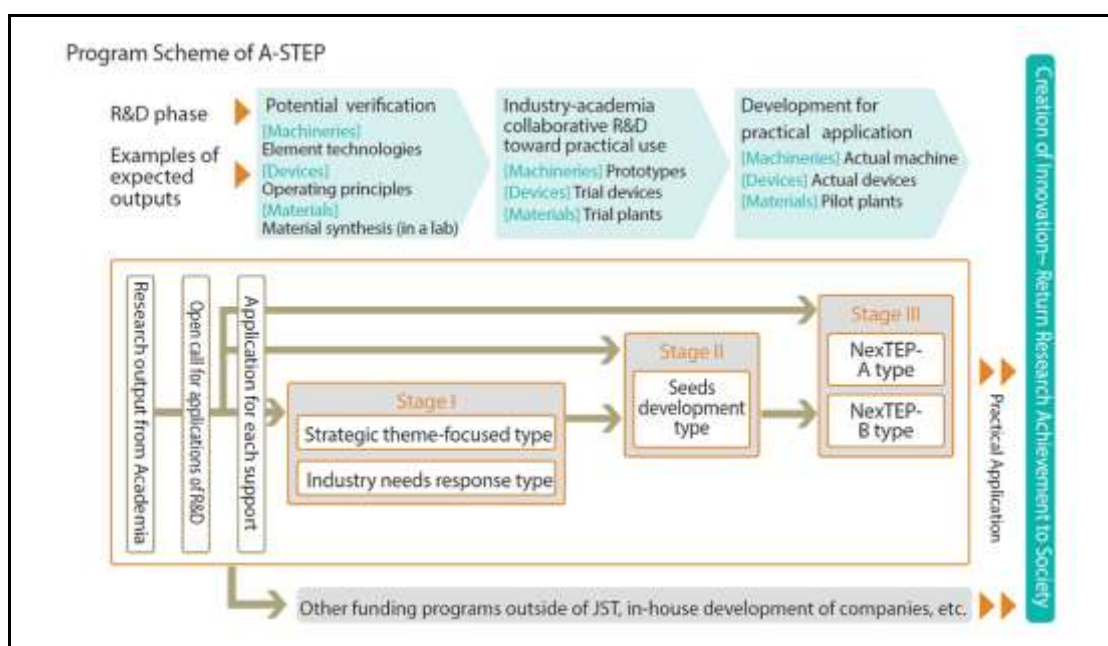 Program Scheme of A-STEP
R&D phase
Examples of
expected
outputs
Potential verification
[Machineries]
Element technologies
[Devices]
Operating principles
[Materials]
Material synthesis (in a lab)
Industry-academia
collaborative R&D
toward practical use
[Machineries] Prototypes
[Devices] Trial devices
[Materials] Trial plants
Development for
practical application
[Machineries] Actual machine
[Devices] Actual devices
[Materials] Pilot plants
Research output from Academia
Open call for applications of R&D
Application for each support
Stage I
Strategic theme-focused type
Industry needs response type
Stage II
Seeds
development
type
Stage III
NexTEP-
A type
NexTEP-
B type
Practical Application
Creation of Innovation~ Return Research Achievement to Society
Other funding programs outside of JST, in-house development of companies, etc.